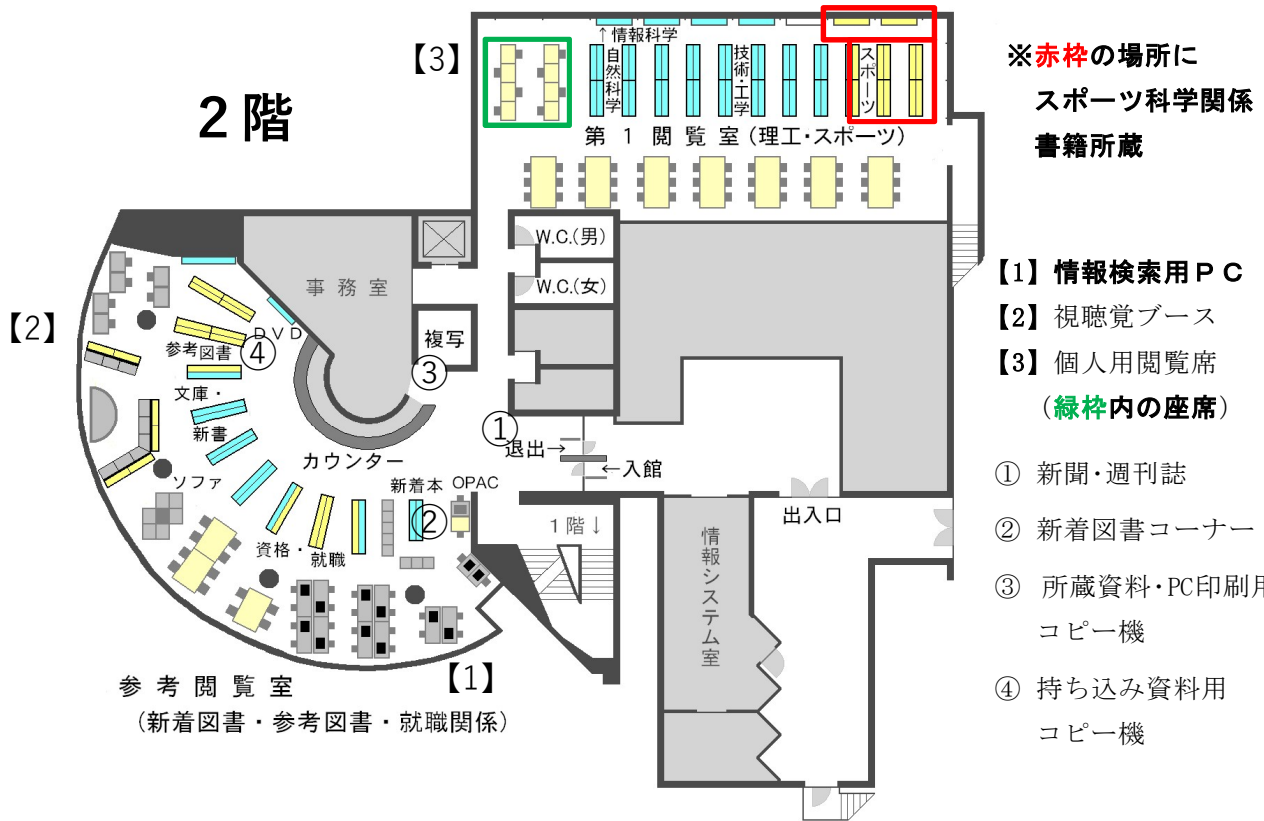 ２階
【3】
↑情報科学
自然科学
技術・工学
スポーツ
第１閲覧室(理工・スポーツ)
※赤枠の場所に
スポーツ科学関係
書籍所蔵
W.C.(男)
W.C.(女)
事務室
複写
③
【2】
DVD
参考図書
④
文庫・
新書
カウンター
ソファ
新着本
OPAC
②
資格・就職
①
退出→
←入館
１階↓
出入口
情報システム室
【1】
参考閲覧室
(新着図書・参考図書・就職関係)
【1】情報検索用ＰＣ
【2】視聴覚ブース
【3】個人用閲覧席
(緑枠内の座席)
① 新聞・週刊誌
② 新着図書コーナー
③ 所蔵資料・PC印刷用
コピー機
④ 持ち込み資料用
コピー機